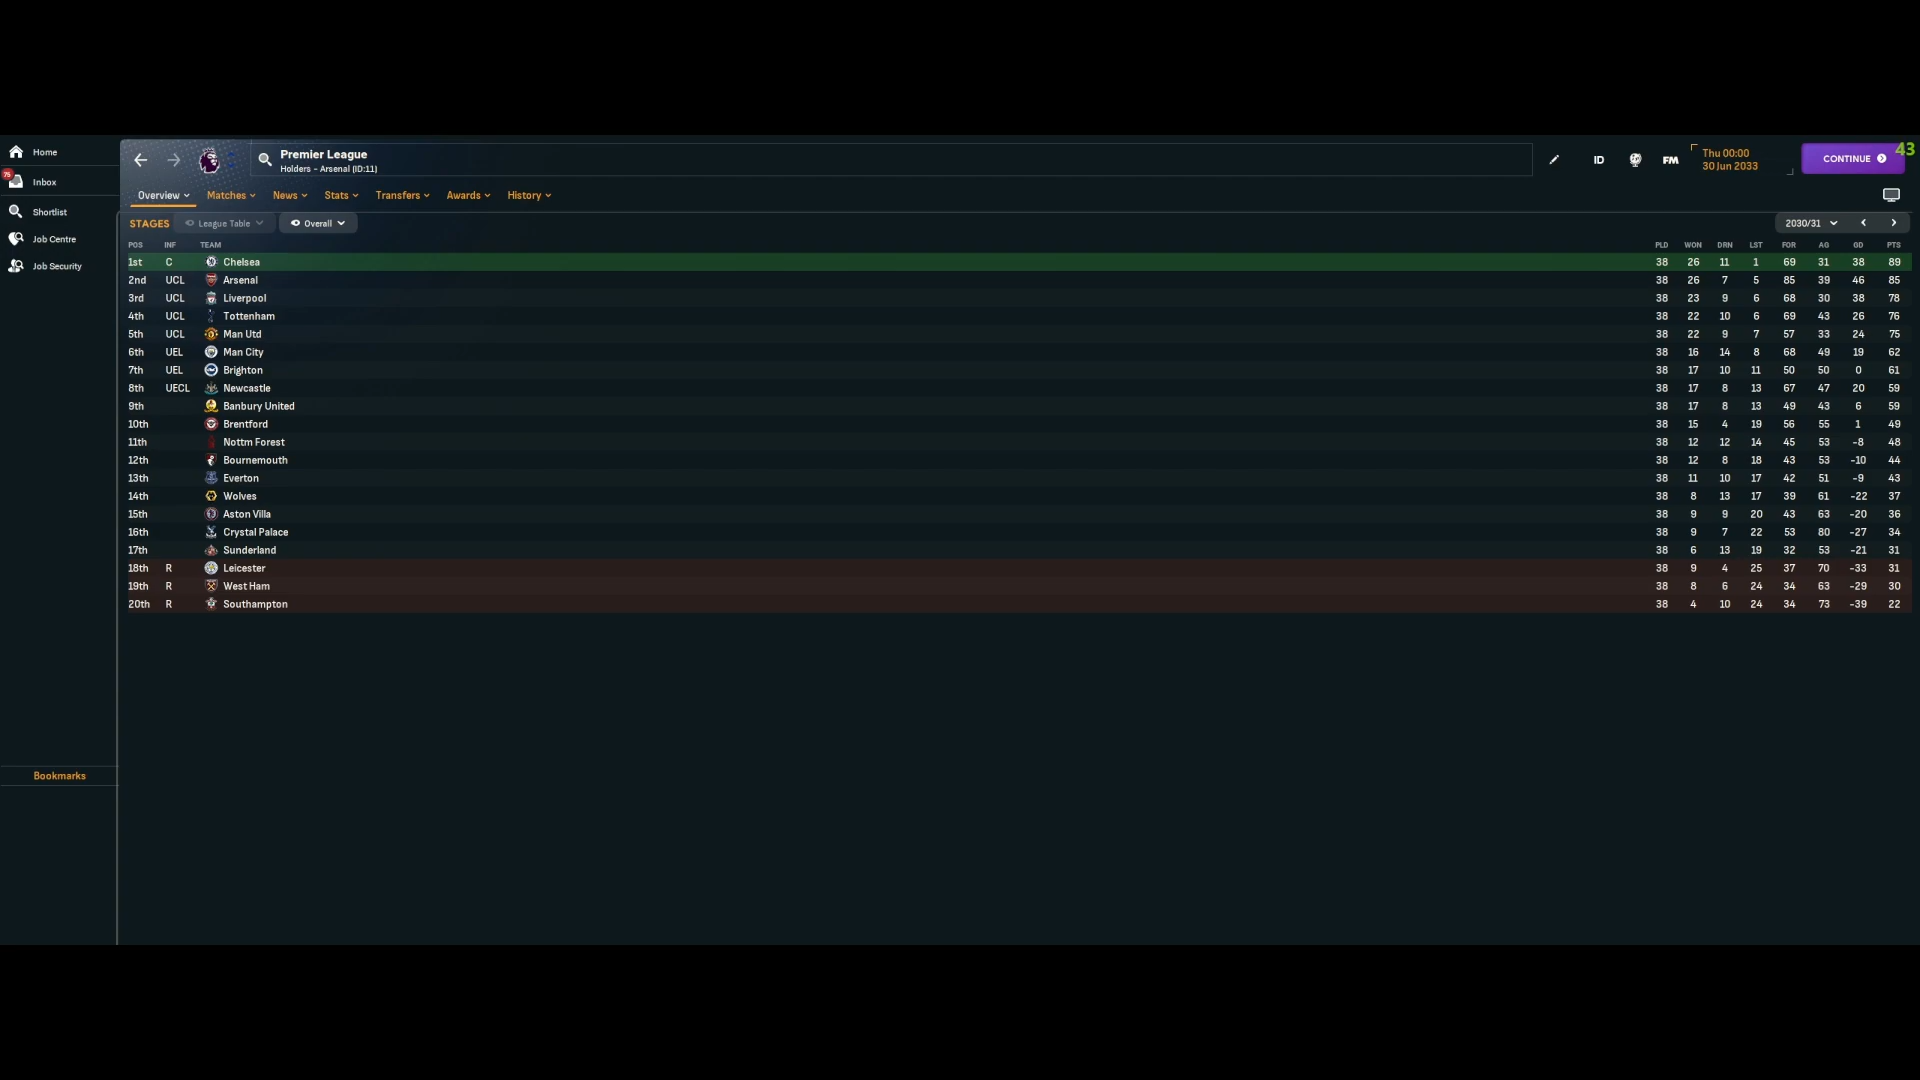 Home
Inbox
75
Shortlist
Job Centre
Job Security
Bookmarks
Premier League
Holders - Arsenal (ID:11)
ID
FM
Thu 00:00
30 Jun 2033
CONTINUE
43
Overview Matches News Stats Transfers Awards History
STAGES League Table Overall 2030/31
POS INF TEAM PLD WON DRN LST FOR AG GD PTS
1st C Chelsea 38 26 11 1 69 31 38 89
2nd UCL Arsenal 38 26 7 5 85 39 46 85
3rd UCL Liverpool 38 23 9 6 68 30 38 78
4th UCL Tottenham 38 22 10 6 69 43 26 76
5th UCL Man Utd 38 22 9 7 57 33 24 75
6th UEL Man City 38 16 14 8 68 49 19 62
7th UEL Brighton 38 17 10 11 50 50 0 61
8th UECL Newcastle 38 17 8 13 67 47 20 59
9th Banbury United 38 17 8 13 49 43 6 59
10th Brentford 38 15 4 19 56 55 1 49
11th Nottm Forest 38 12 12 14 45 53 -8 48
12th Bournemouth 38 12 8 18 43 53 -10 44
13th Everton 38 11 10 17 42 51 -9 43
14th Wolves 38 8 13 17 39 61 -22 37
15th Aston Villa 38 9 9 20 43 63 -20 36
16th Crystal Palace 38 9 7 22 53 80 -27 34
17th Sunderland 38 6 13 19 32 53 -21 31
18th R Leicester 38 9 4 25 37 70 -33 31
19th R West Ham 38 8 6 24 34 63 -29 30
20th R Southampton 38 4 10 24 34 73 -39 22